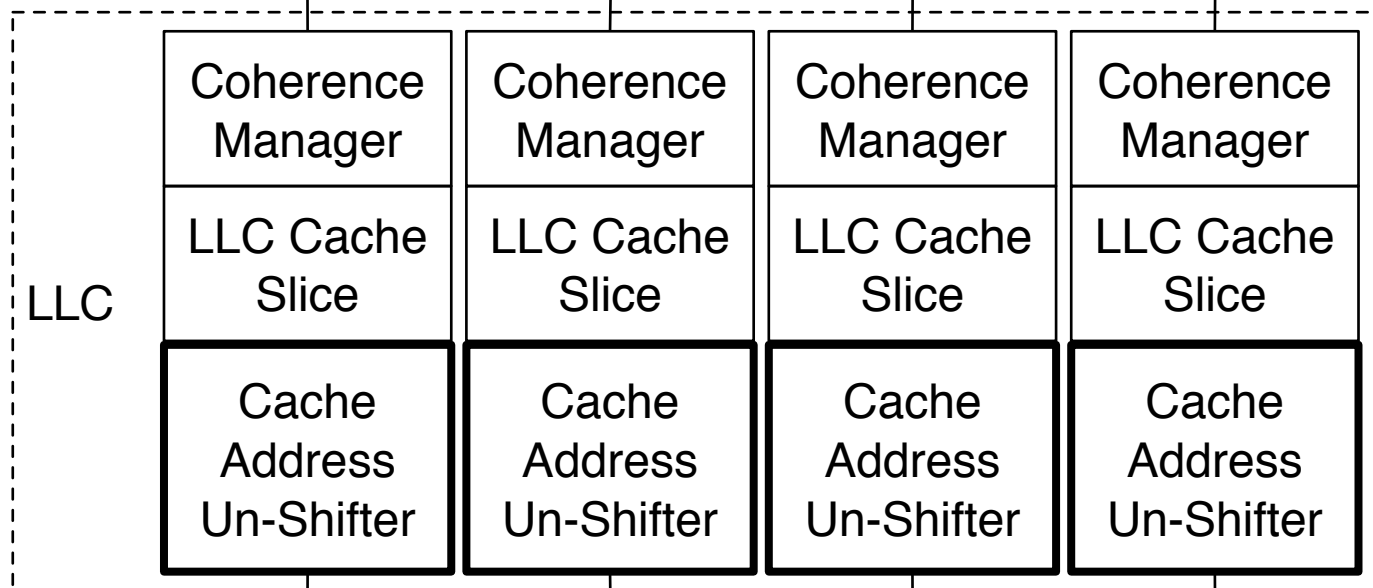 Coherence
Manager
Coherence
Manager
Coherence
Manager
Coherence
Manager
LLC
LLC Cache
Slice
LLC Cache
Slice
LLC Cache
Slice
LLC Cache
Slice
Cache
Address
Un-Shifter
Cache
Address
Un-Shifter
Cache
Address
Un-Shifter
Cache
Address
Un-Shifter